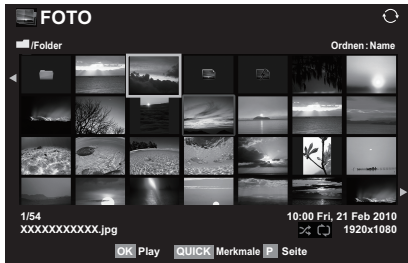 FOTO
/Folder
Ordnen : Name
1/54
10:00 Fri, 21 Feb 2010
XXXXXXXXXXX.jpg
1920x1080
OK Play QUICK Merkmale P Seite